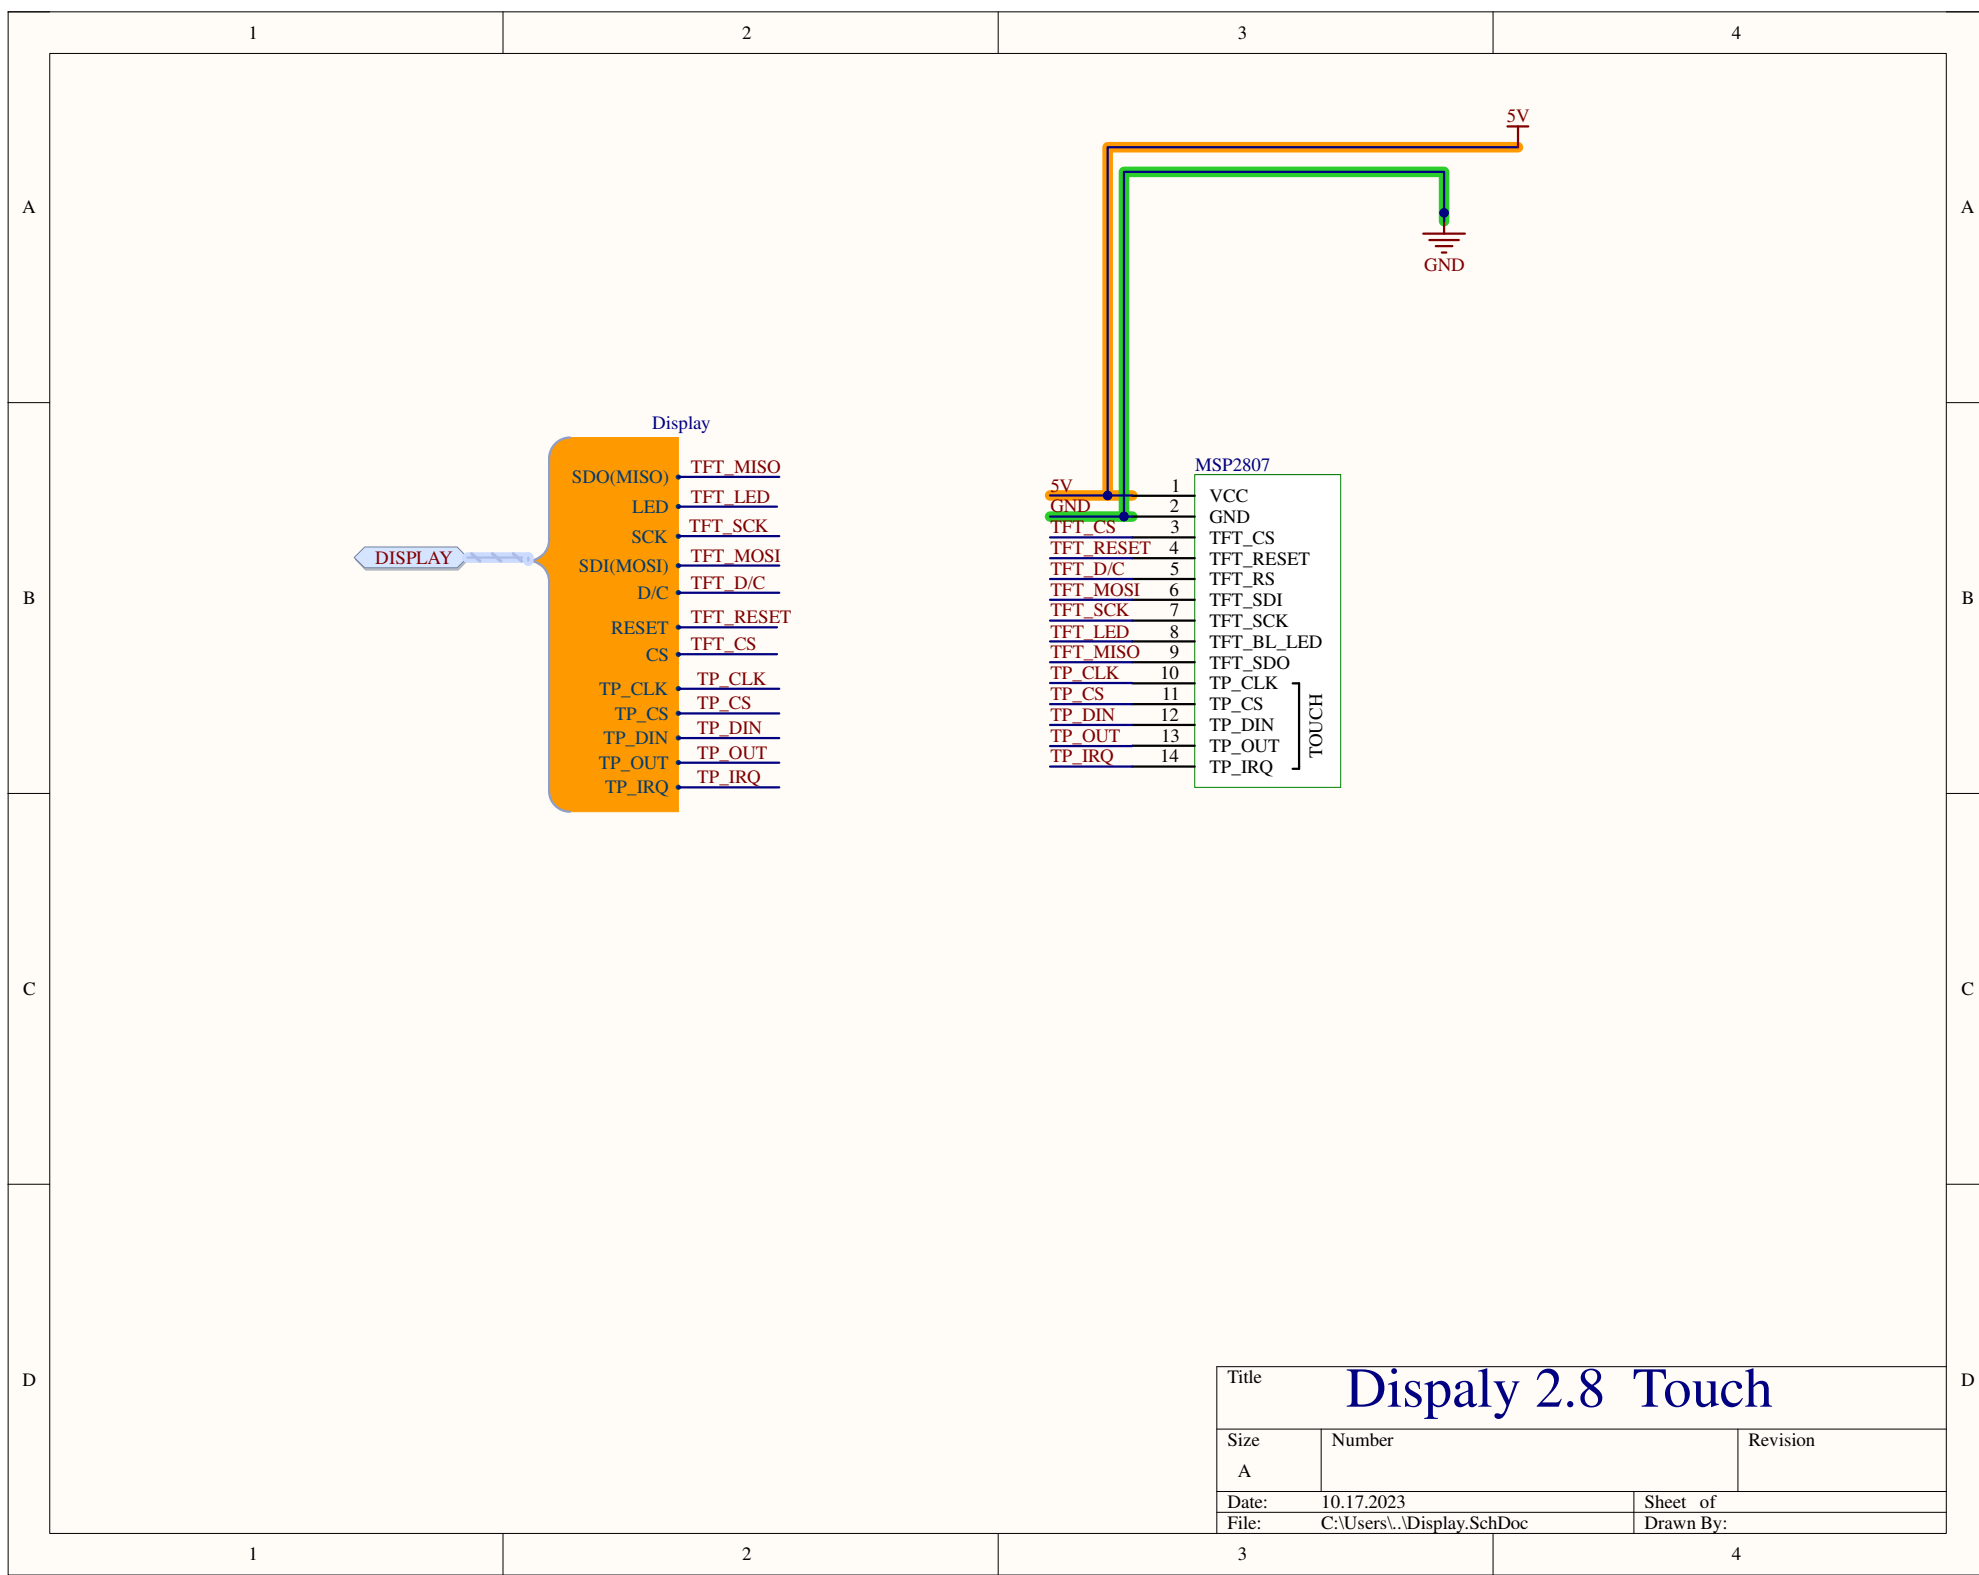 1 2 3 4
A A
5V
GND
B B
Display
SDO(MISO) TFT_MISO
LED TFT_LED
SCK TFT_SCK
SDI(MOSI) TFT_MOSI
D/C TFT_D/C
RESET TFT_RESET
CS TFT_CS
TP_CLK TP_CLK
TP_CS TP_CS
TP_DIN TP_DIN
TP_OUT TP_OUT
TP_IRQ TP_IRQ
DISPLAY
MSP2807
5V 1 VCC
GND 2 GND
TFT_CS 3 TFT_CS
TFT_RESET 4 TFT_RESET
TFT_D/C 5 TFT_RS
TFT_MOSI 6 TFT_SDI
TFT_SCK 7 TFT_SCK
TFT_LED 8 TFT_BL_LED
TFT_MISO 9 TFT_SDO
TP_CLK 10 TP_CLK
TP_CS 11 TP_CS
TP_DIN 12 TP_DIN
TP_OUT 13 TP_OUT
TP_IRQ 14 TP_IRQ
TOUCH
C C
D D
Title Dispaly 2.8 Touch
Size Number Revision
A
Date: 10.17.2023 Sheet of
File: C:\Users\..\Display.SchDoc Drawn By:
1 2 3 4